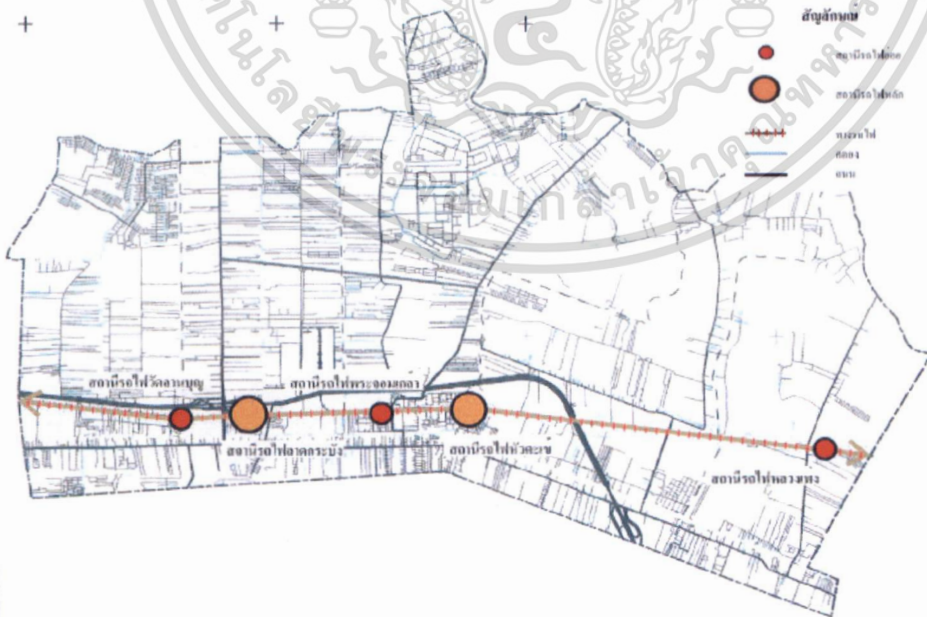 สัญลักษณ์
สถานีรถไฟย่อย
สถานีรถไฟหลัก
ทางรถไฟ
คลอง
ถนน
สถานีรถไฟวัดลานบุญ
สถานีรถไฟพระจอมเกล้า
สถานีรถไฟลาดกระบัง
สถานีรถไฟหัวตะเข้
สถานีรถไฟหลวงแพ่ง